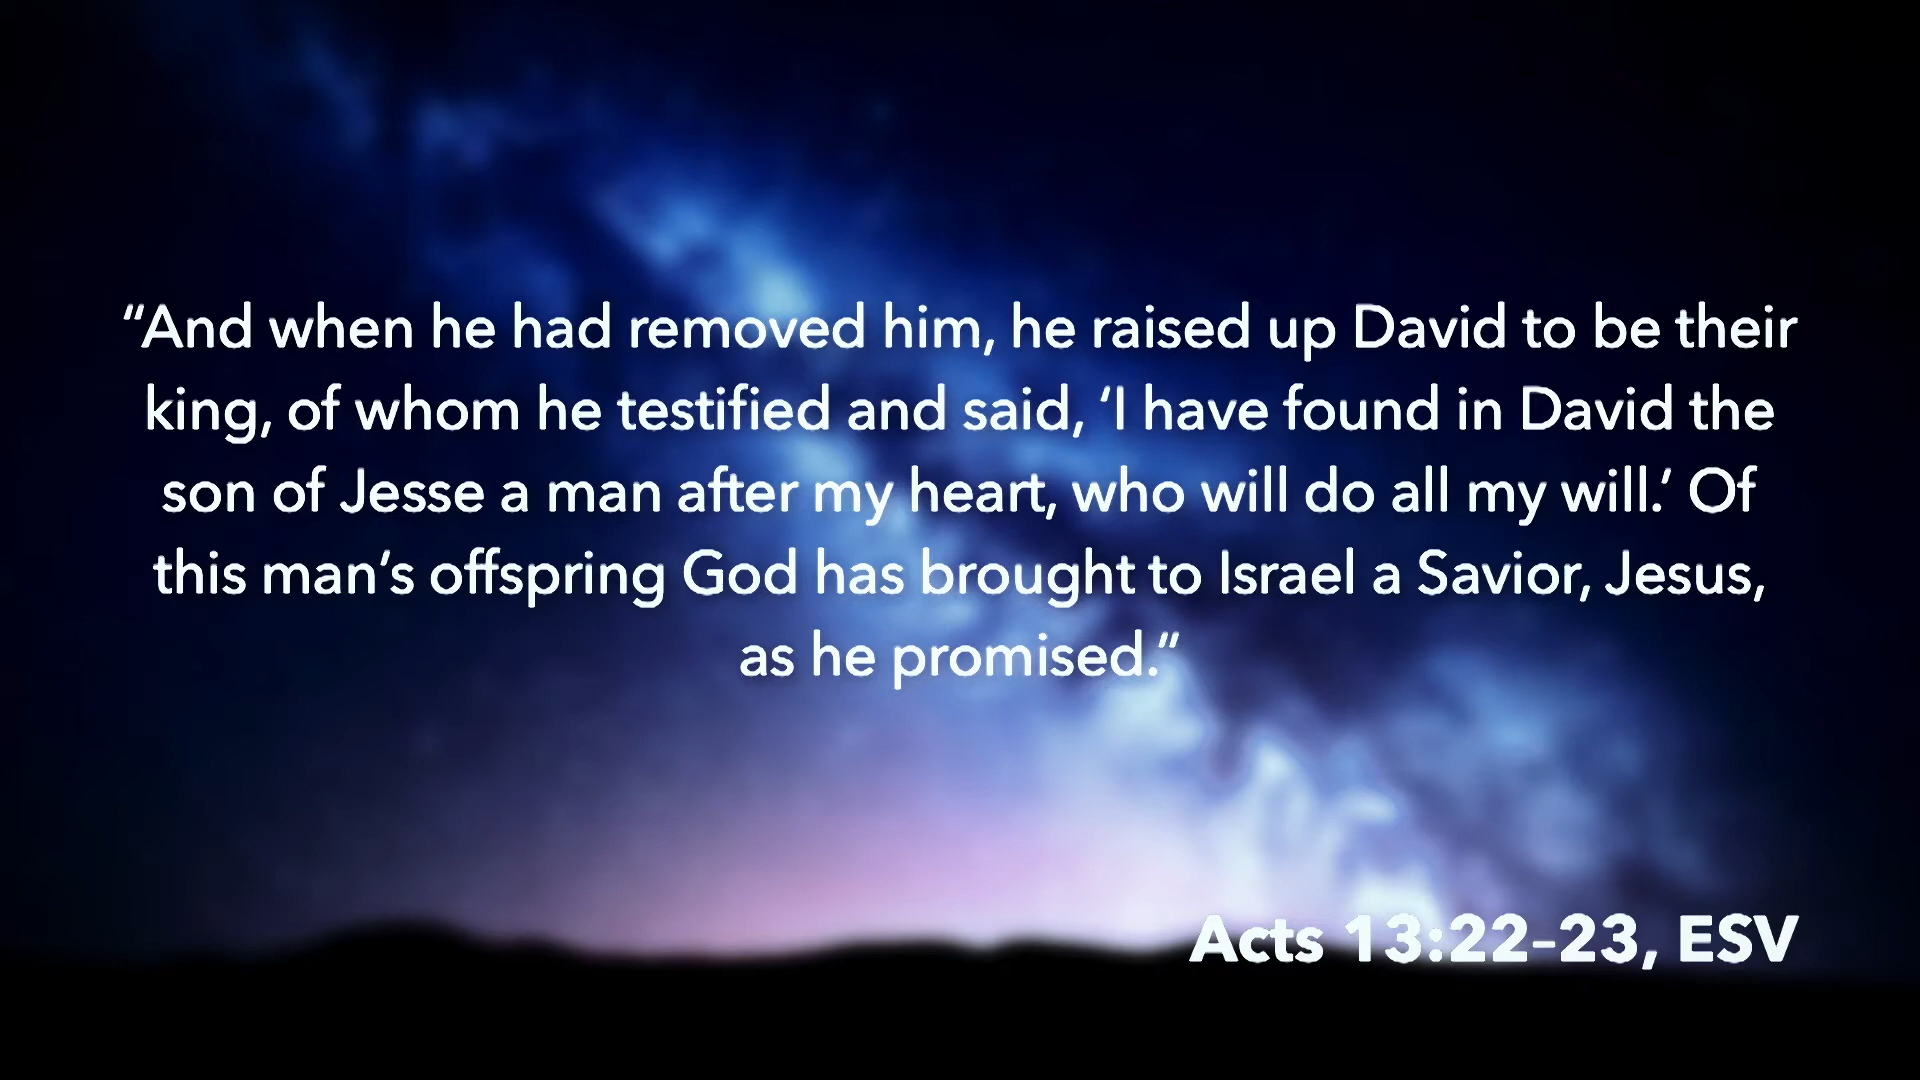 “And when he had removed him, he raised up David to be their
king, of whom he testified and said, ‘I have found in David the
son of Jesse a man after my heart, who will do all my will.’ Of
this man’s offspring God has brought to Israel a Savior, Jesus,
as he promised.”
Acts 13:22–23, ESV